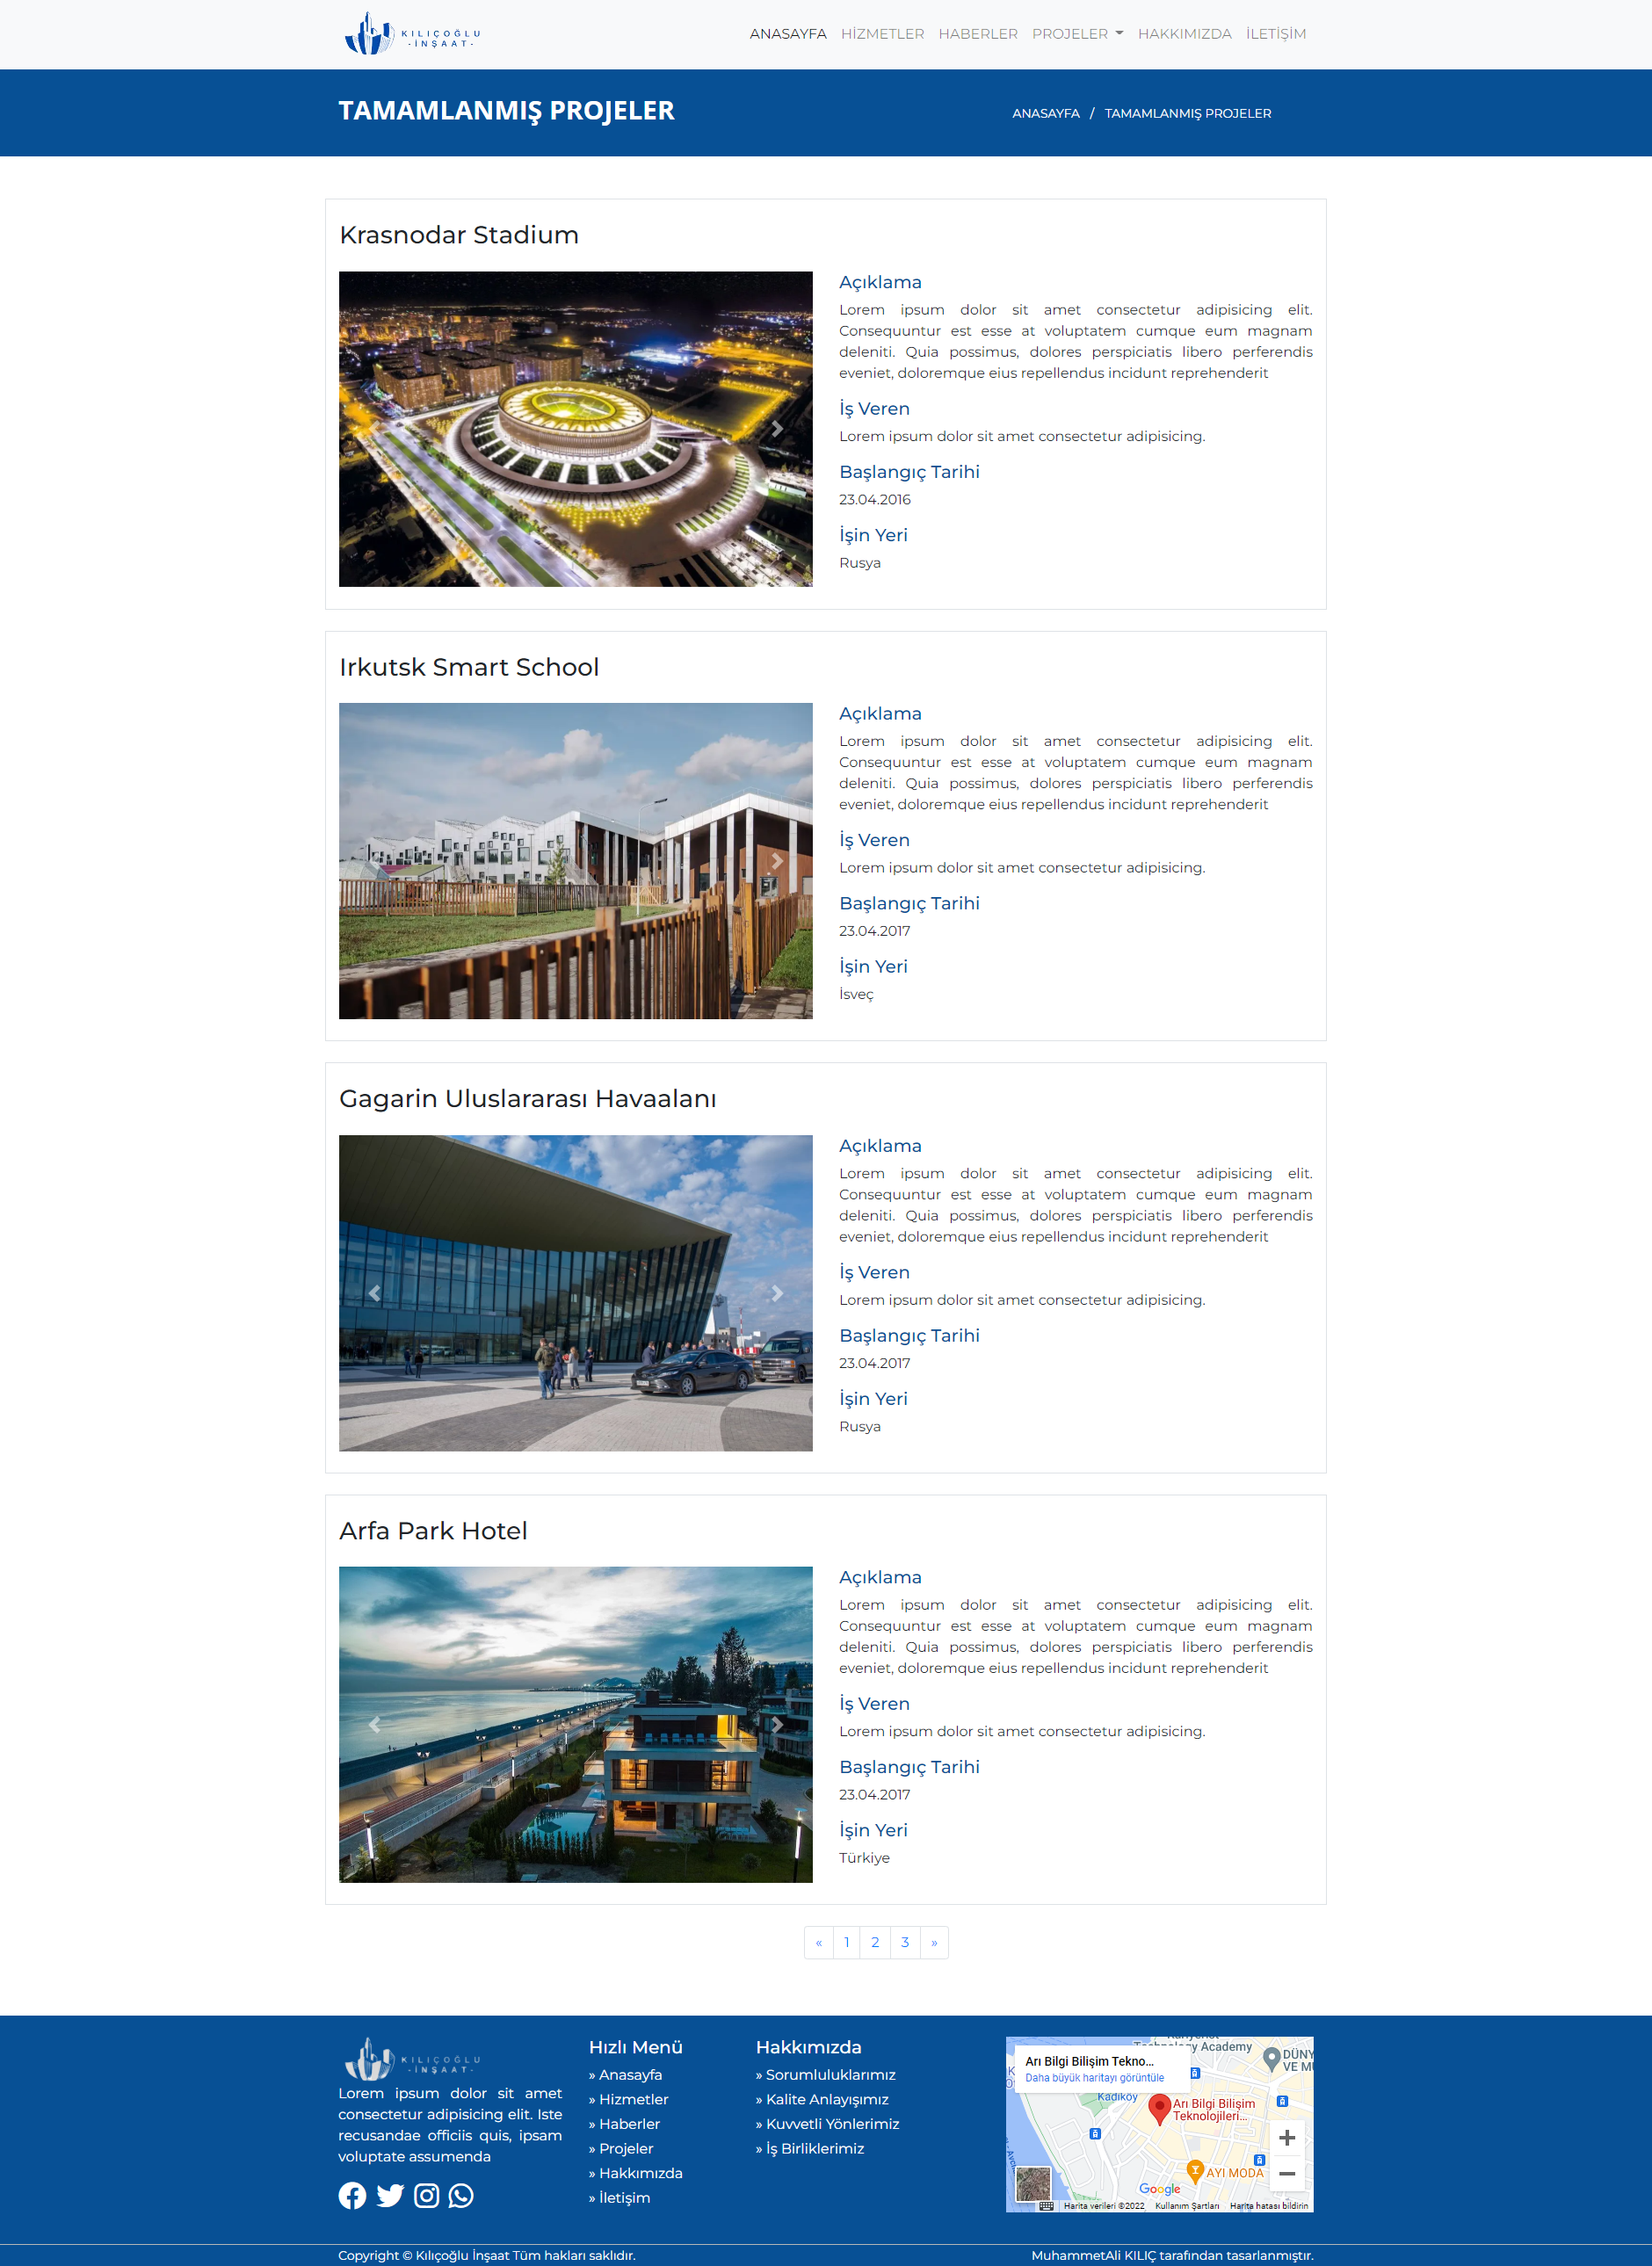 KILIÇOĞLU
-İNŞAAT-
ANASAYFA HİZMETLER HABERLER PROJELER HAKKIMIZDA İLETİŞİM
TAMAMLANMIŞ PROJELER
ANASAYFA / TAMAMLANMIŞ PROJELER
Krasnodar Stadium
Açıklama
Lorem ipsum dolor sit amet consectetur adipisicing elit.
Consequuntur est esse at voluptatem cumque eum magnam
deleniti. Quia possimus, dolores perspiciatis libero perferendis
eveniet, doloremque eius repellendus incidunt reprehenderit
İş Veren
Lorem ipsum dolor sit amet consectetur adipisicing.
Başlangıç Tarihi
23.04.2016
İşin Yeri
Rusya
Irkutsk Smart School
Açıklama
Lorem ipsum dolor sit amet consectetur adipisicing elit.
Consequuntur est esse at voluptatem cumque eum magnam
deleniti. Quia possimus, dolores perspiciatis libero perferendis
eveniet, doloremque eius repellendus incidunt reprehenderit
İş Veren
Lorem ipsum dolor sit amet consectetur adipisicing.
Başlangıç Tarihi
23.04.2017
İşin Yeri
İsveç
Gagarin Uluslararası Havaalanı
Açıklama
Lorem ipsum dolor sit amet consectetur adipisicing elit.
Consequuntur est esse at voluptatem cumque eum magnam
deleniti. Quia possimus, dolores perspiciatis libero perferendis
eveniet, doloremque eius repellendus incidunt reprehenderit
İş Veren
Lorem ipsum dolor sit amet consectetur adipisicing.
Başlangıç Tarihi
23.04.2017
İşin Yeri
Rusya
Arfa Park Hotel
Açıklama
Lorem ipsum dolor sit amet consectetur adipisicing elit.
Consequuntur est esse at voluptatem cumque eum magnam
deleniti. Quia possimus, dolores perspiciatis libero perferendis
eveniet, doloremque eius repellendus incidunt reprehenderit
İş Veren
Lorem ipsum dolor sit amet consectetur adipisicing.
Başlangıç Tarihi
23.04.2017
İşin Yeri
Türkiye
« 1 2 3 »
KILIÇOĞLU
-İNŞAAT-
Lorem ipsum dolor sit amet
consectetur adipisicing elit. Iste
recusandae officiis quis, ipsam
voluptate assumenda
Hızlı Menü
» Anasayfa
» Hizmetler
» Haberler
» Projeler
» Hakkımızda
» İletişim
Hakkımızda
» Sorumluluklarımız
» Kalite Anlayışımız
» Kuvvetli Yönlerimiz
» İş Birliklerimiz
Technology Academy
DÜNY
VE MÜ
Arı Bilgi Bilişim Tekno...
Daha büyük haritayı görüntüle
Kadıköy
Arı Bilgi Bilişim
Teknolojileri...
AYI MODA
Google
Harita verileri ©2022 Kullanım Şartları Harita hatası bildirin
Copyright © Kılıçoğlu İnşaat Tüm hakları saklıdır.
MuhammetAli KILIÇ tarafından tasarlanmıştır.